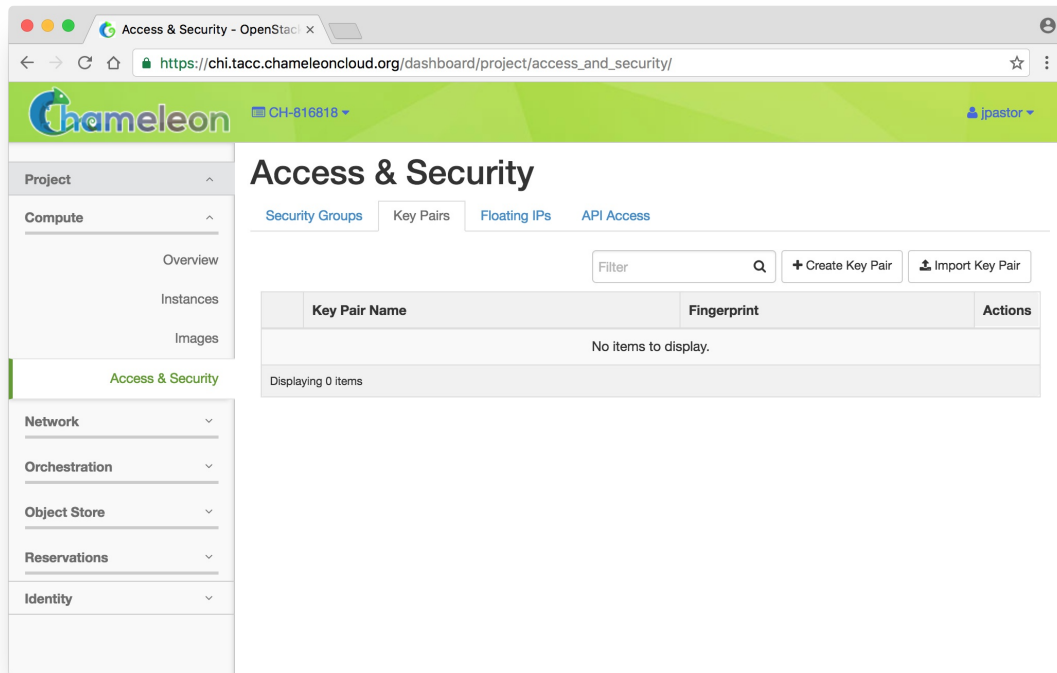 Access & Security - OpenStac
https://chi.tacc.chameleoncloud.org/dashboard/project/access_and_security/
Chameleon CH-816818 jpastor
Project
Compute
Overview
Instances
Images
Access & Security
Network
Orchestration
Object Store
Reservations
Identity
Access & Security
Security Groups Key Pairs Floating IPs API Access
Filter + Create Key Pair Import Key Pair
Key Pair Name Fingerprint Actions
No items to display.
Displaying 0 items